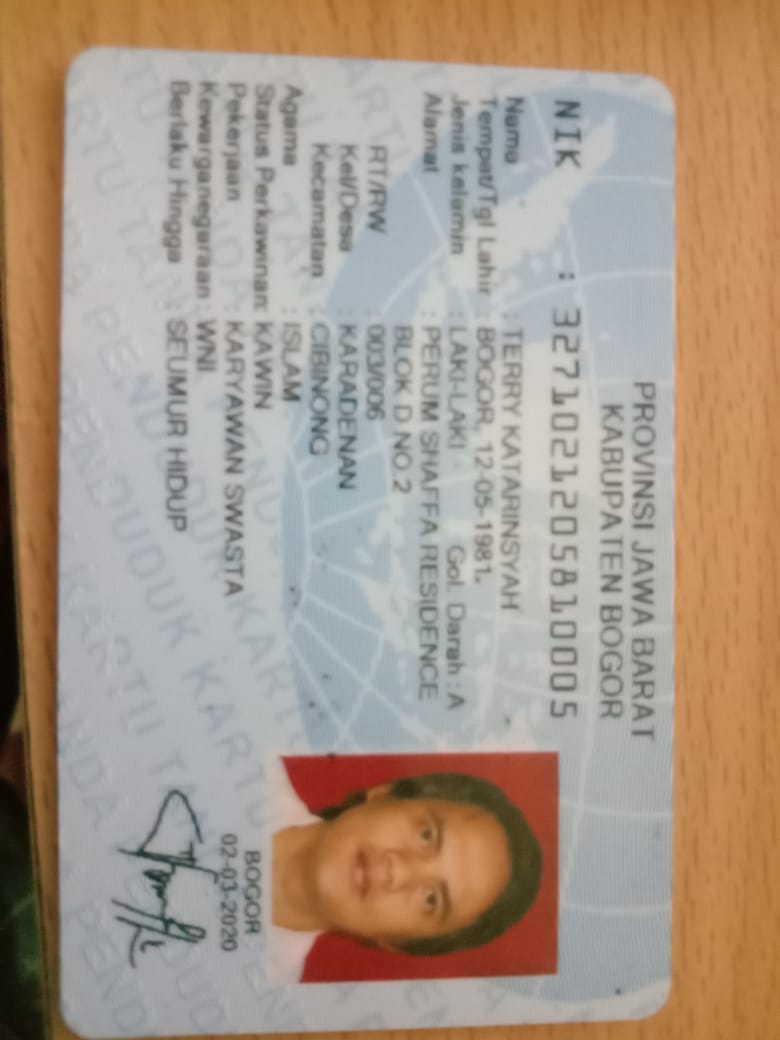 PROVINSI JAWA BARAT
KABUPATEN BOGOR
NIK : 3271021205810005
Nama : TERRY KATARINSYAH
Tempat/Tgl Lahir : BOGOR, 12-05-1981
Jenis kelamin : LAKI-LAKI Gol. Darah : A
Alamat : PERUM SHAFFA RESIDENCE
BLOK D NO.2
RT/RW : 003/006
Kel/Desa : KARADENAN
Kecamatan : CIBINONG
Agama : ISLAM
Status Perkawinan: KAWIN
Pekerjaan : KARYAWAN SWASTA
Kewarganegaraan : WNI
Berlaku Hingga : SEUMUR HIDUP
BOGOR
02-03-2020